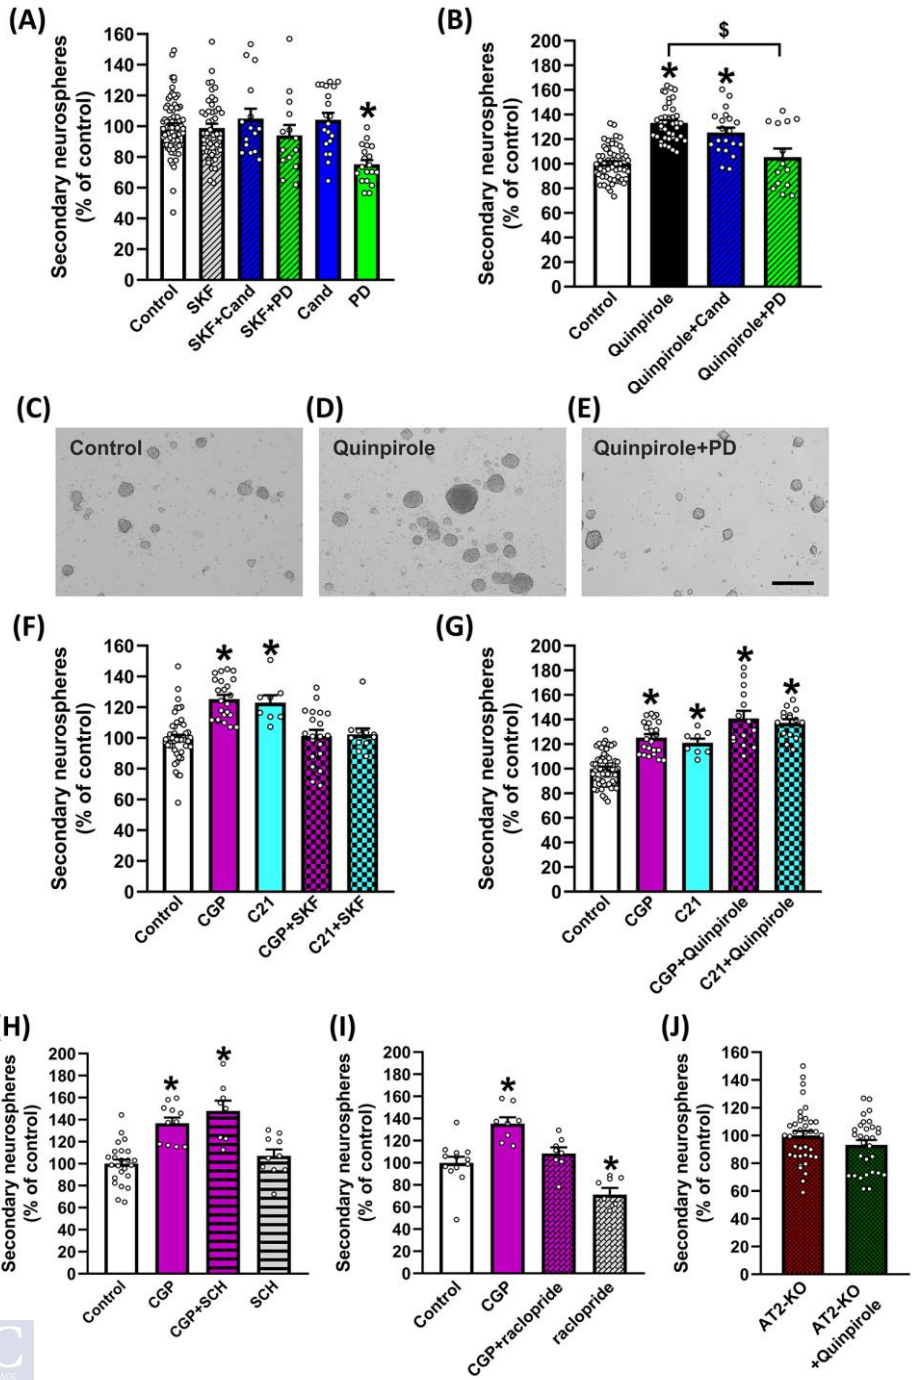 (A)
Secondary neurospheres
(% of control)
160
140
120
100
80
60
40
20
0
*
Control
SKF
SKF+Cand
SKF+PD
Cand
PD
(B)
Secondary neurospheres
(% of control)
200
180
160
140
120
100
80
60
40
20
0
$
*
*
Control
Quinpirole
Quinpirole+Cand
Quinpirole+PD
(C)
Control
(D)
Quinpirole
(E)
Quinpirole+PD
(F)
Secondary neurospheres
(% of control)
160
140
120
100
80
60
40
20
0
*
*
Control
CGP
C21
CGP+SKF
C21+SKF
(G)
Secondary neurospheres
(% of control)
200
180
160
140
120
100
80
60
40
20
0
*
*
*
*
Control
CGP
C21
CGP+Quinpirole
C21+Quinpirole
H)
Secondary neurospheres
(% of control)
200
180
160
140
120
100
80
60
40
20
0
*
*
Control
CGP
CGP+SCH
SCH
(I)
Secondary neurospheres
(% of control)
200
180
160
140
120
100
80
60
40
20
0
*
*
Control
CGP
CGP+raclopride
raclopride
(J)
Secondary neurospheres
(% of control)
160
140
120
100
80
60
40
20
0
AT2-KO
AT2-KO
+Quinpirole
C